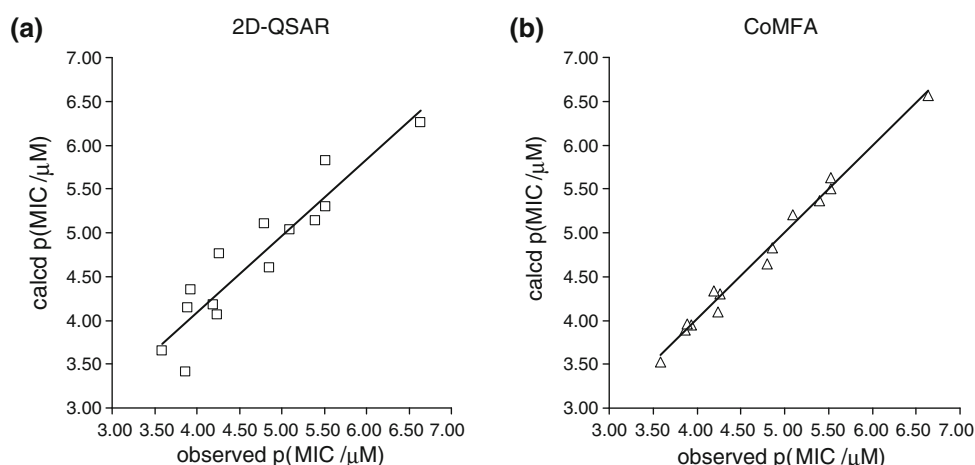 (a)
2D-QSAR
7.00
6.50
6.00
5.50
5.00
4.50
4.00
3.50
3.00
calcd p(MIC /μM)
3.00 3.50 4.00 4.50 5.00 5.50 6.00 6.50 7.00
observed p(MIC /μM)
(b)
CoMFA
7.00
6.50
6.00
5.50
5.00
4.50
4.00
3.50
3.00
calcd p(MIC /μM)
3.00 3.50 4.00 4.50 5.00 5. 50 6.00 6.50 7.00
observed p(MIC /μM)